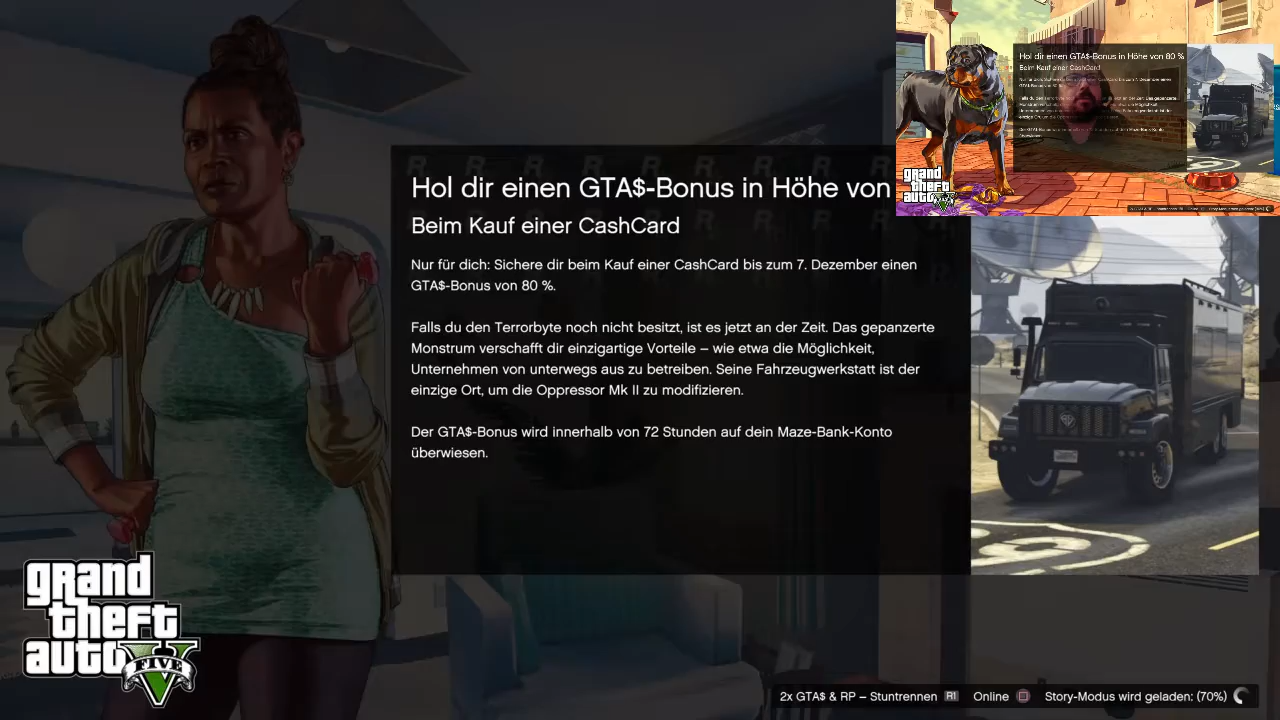 Hol dir einen GTA$-Bonus in Höhe von
Beim Kauf einer CashCard
Nur für dich: Sichere dir beim Kauf einer CashCard bis zum 7. Dezember einen
GTA$-Bonus von 80 %.
Falls du den Terrorbyte noch nicht besitzt, ist es jetzt an der Zeit. Das gepanzerte
Monstrum verschafft dir einzigartige Vorteile – wie etwa die Möglichkeit,
Unternehmen von unterwegs aus zu betreiben. Seine Fahrzeugwerkstatt ist der
einzige Ort, um die Oppressor Mk II zu modifizieren.
Der GTA$-Bonus wird innerhalb von 72 Stunden auf dein Maze-Bank-Konto
überwiesen.
Hol dir einen GTA$-Bonus in Höhe von 80 %
Beim Kauf einer CashCard
grand
theft
auto V
grand
theft
auto
FIVE
2x GTA$ & RP – Stuntrennen R1 Online Story-Modus wird geladen: (70%)